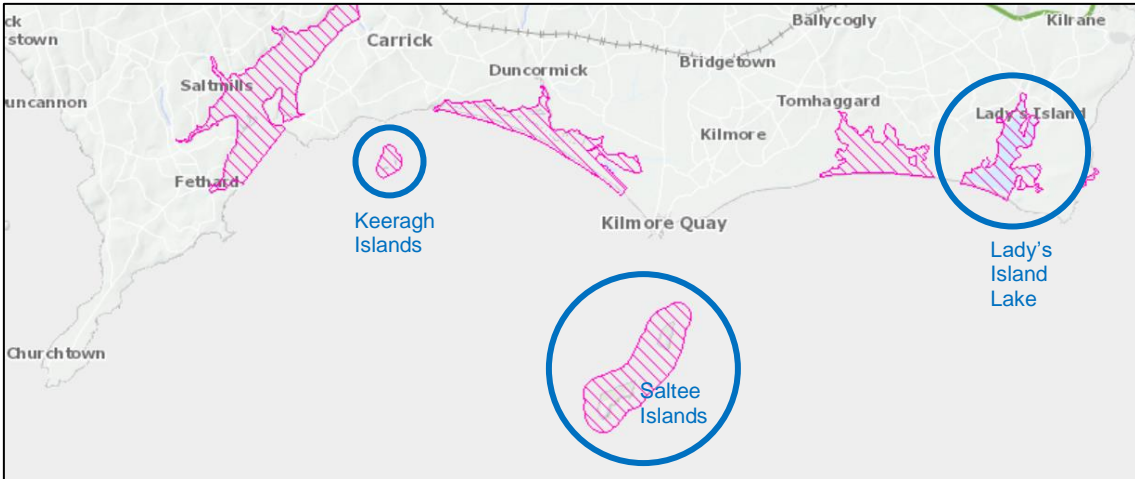 ck
stown
Carrick
Ballycogly
Kilrane
Bridgetown
Duncormick
Saltmills
uncannon
Tomhaggard
Lady's Island
Kilmore
Fethard
Kilmore Quay
Keeragh
Islands
Lady's
Island
Lake
Churchtown
Saltee
Islands